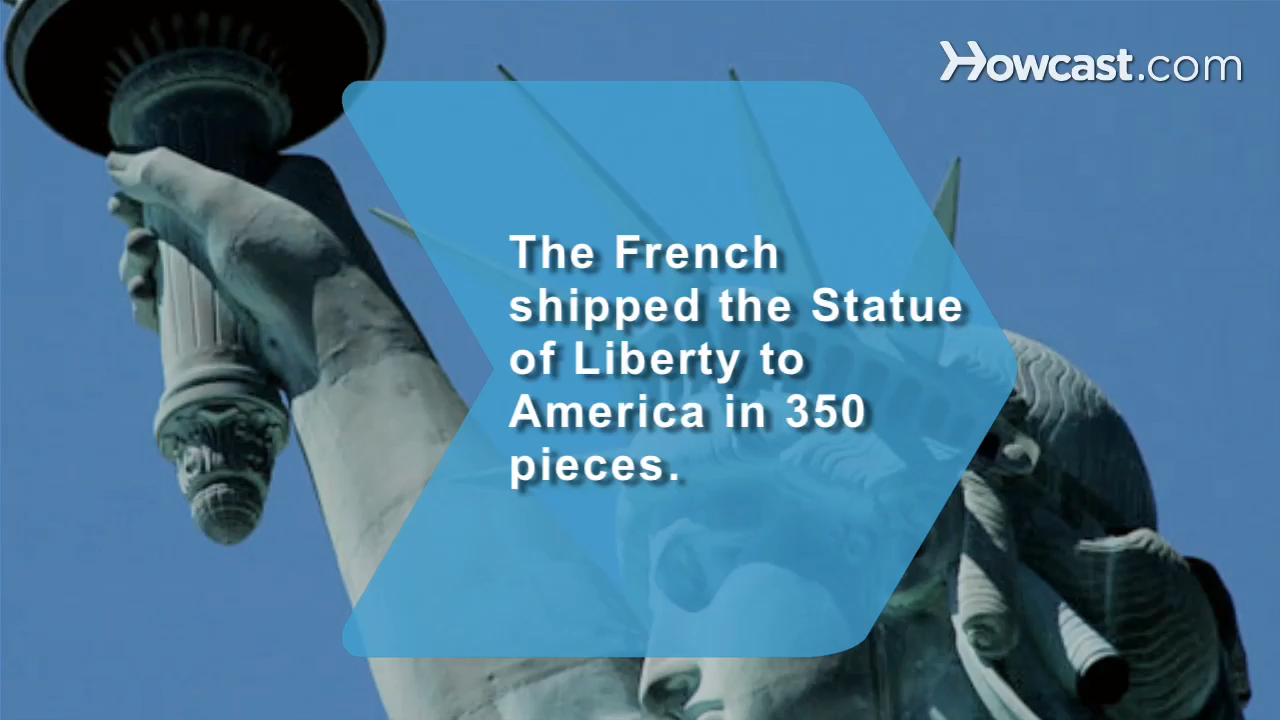 Howcast.com
The French
shipped the Statue
of Liberty to
America in 350
pieces.